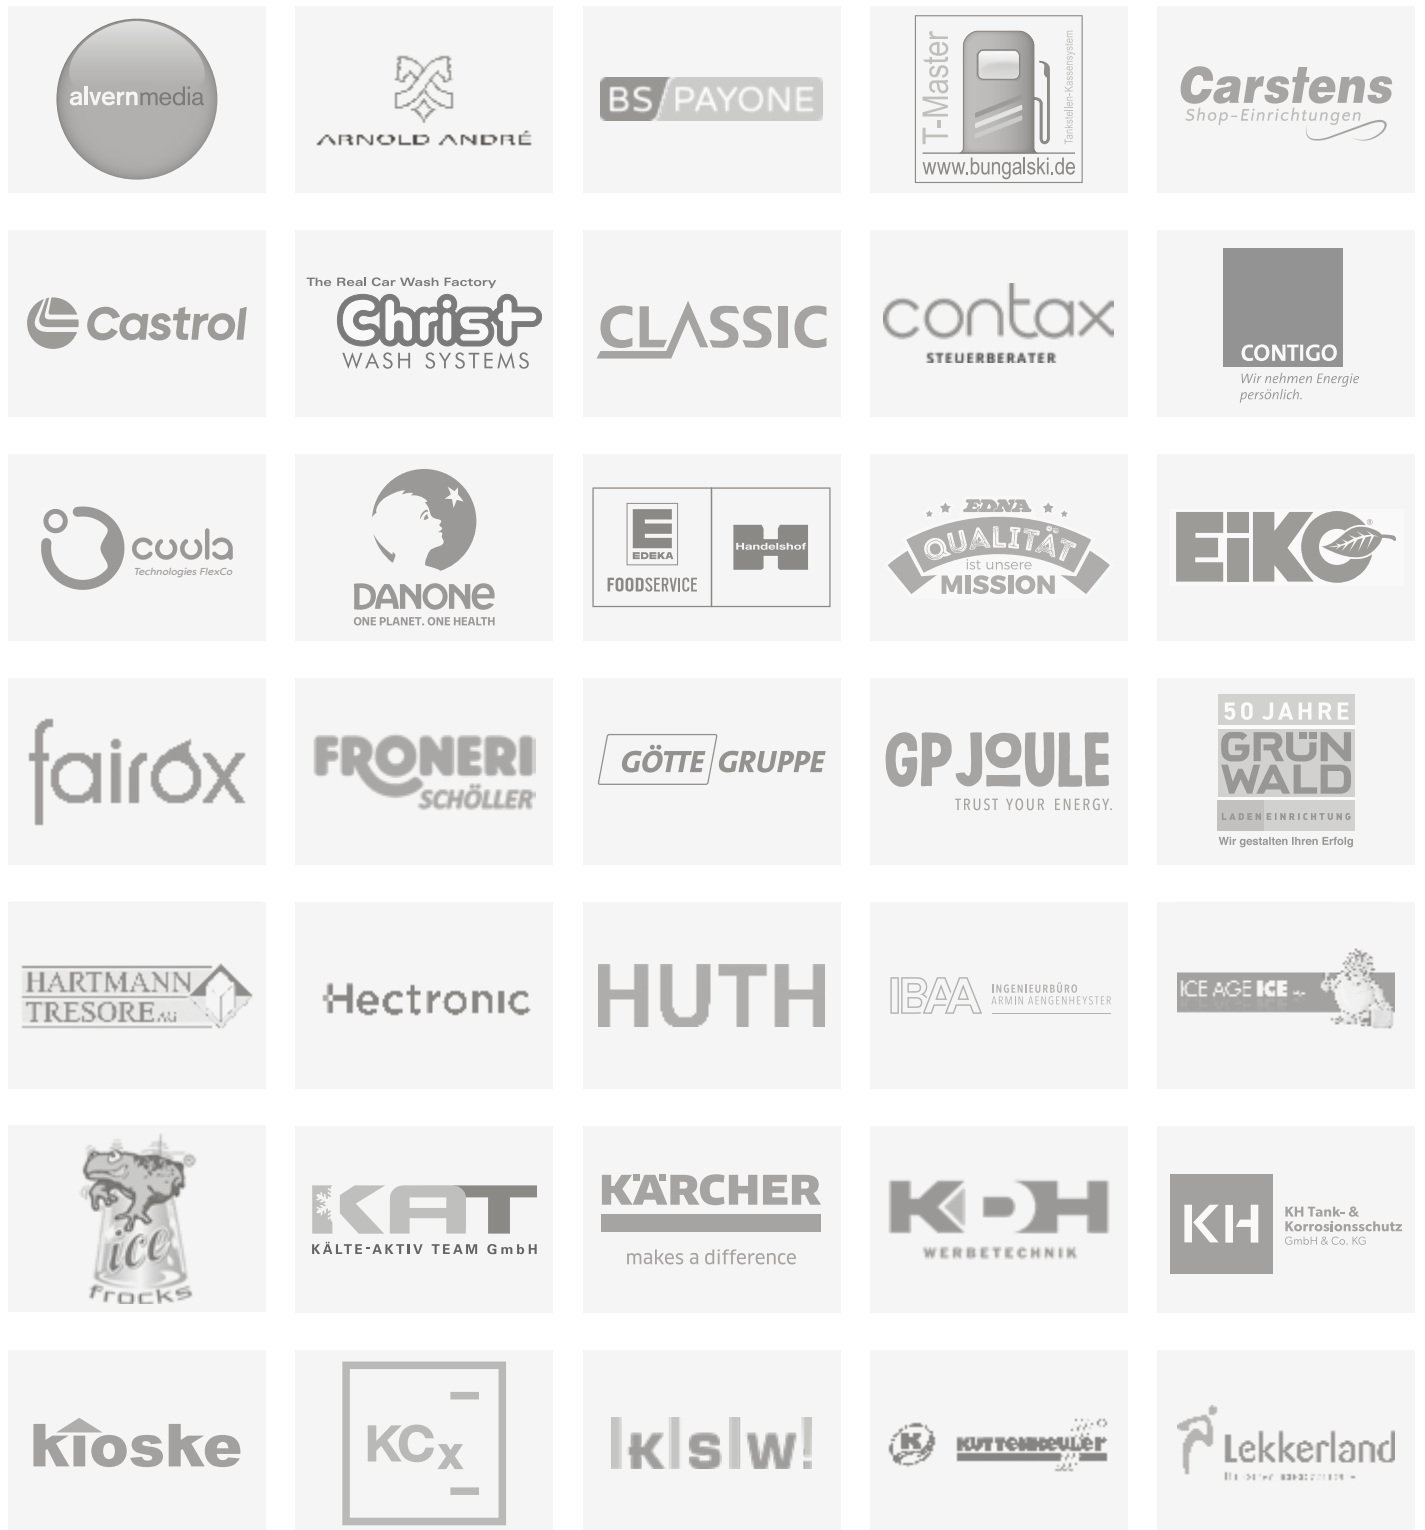 alvernmedia
ARNOLD ANDRÉ
BS/PAYONE
T-Master
Tankstellen-Kassensystem
www.bungalski.de
Carstens
Shop-Einrichtungen
Castrol
The Real Car Wash Factory
Christ
WASH SYSTEMS
CLASSIC
contax
STEUERBERATER
CONTIGO
Wir nehmen Energie
persönlich.
coola
Technologies FlexCo
DANONE
ONE PLANET. ONE HEALTH
E
EDEKA
FOODSERVICE
H
Handelshof
EDNA
QUALITÄT
ist unsere
MISSION
EiKO®
fairox
FRONERI
SCHÖLLER
GÖTTE GRUPPE
GP JOULE
TRUST YOUR ENERGY.
50 JAHRE
GRÜN
WALD
LADENEINRICHTUNG
Wir gestalten Ihren Erfolg
HARTMANN
TRESORE AG
Hectronic
HUTH
IBAA
INGENIEURBÜRO
ARMIN AENGENHEYSTER
ICE AGE ICE
ice
frocks
KAT
KÄLTE-AKTIV TEAM GmbH
KÄRCHER
makes a difference
KDH
WERBETECHNIK
KH
KH Tank- &
Korrosionsschutz
GmbH & Co. KG
kioske
KCx
|K|S|W!
K
KUTTENKEULER
Lekkerland